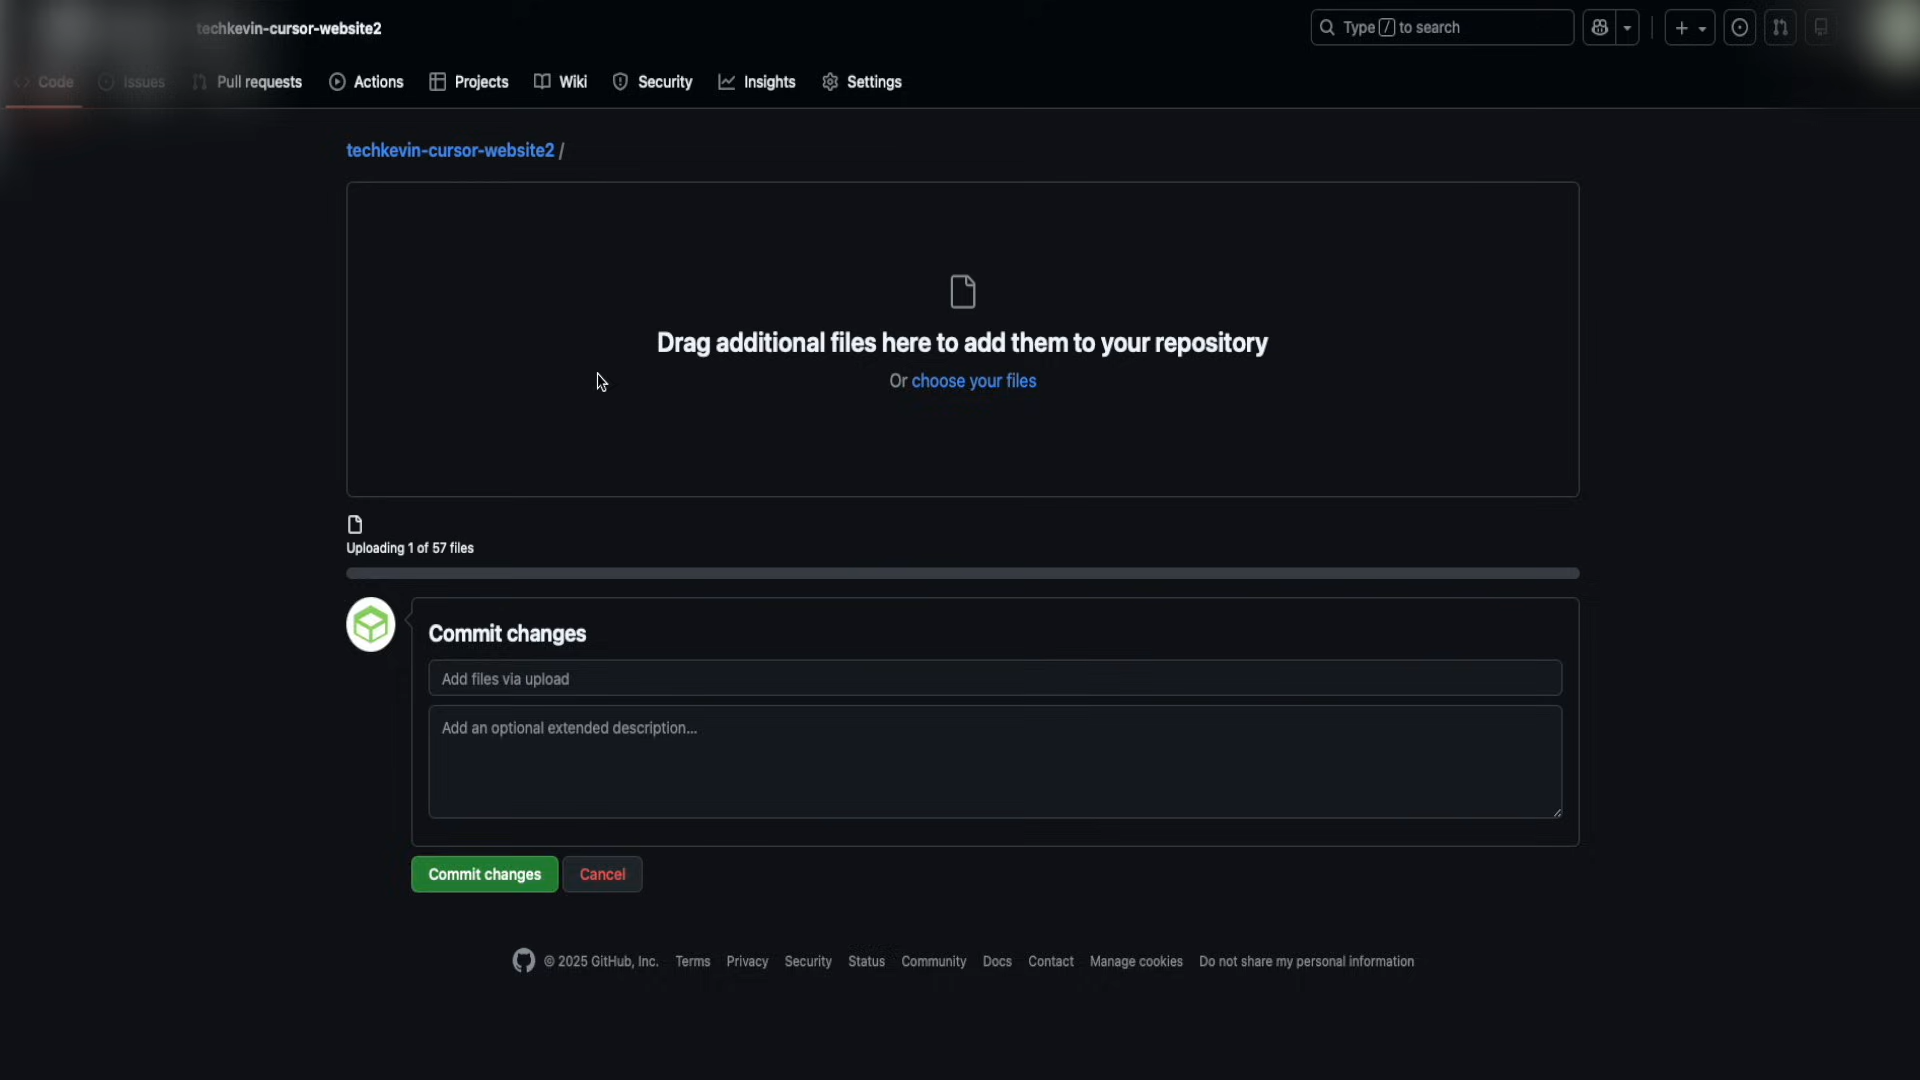 techkevin-cursor-website2
Type / to search
Code Issues Pull requests Actions Projects Wiki Security Insights Settings
techkevin-cursor-website2 /
Drag additional files here to add them to your repository
Or choose your files
Uploading 1 of 57 files
Commit changes
Add files via upload
Add an optional extended description...
Commit changes Cancel
© 2025 GitHub, Inc. Terms Privacy Security Status Community Docs Contact Manage cookies Do not share my personal information